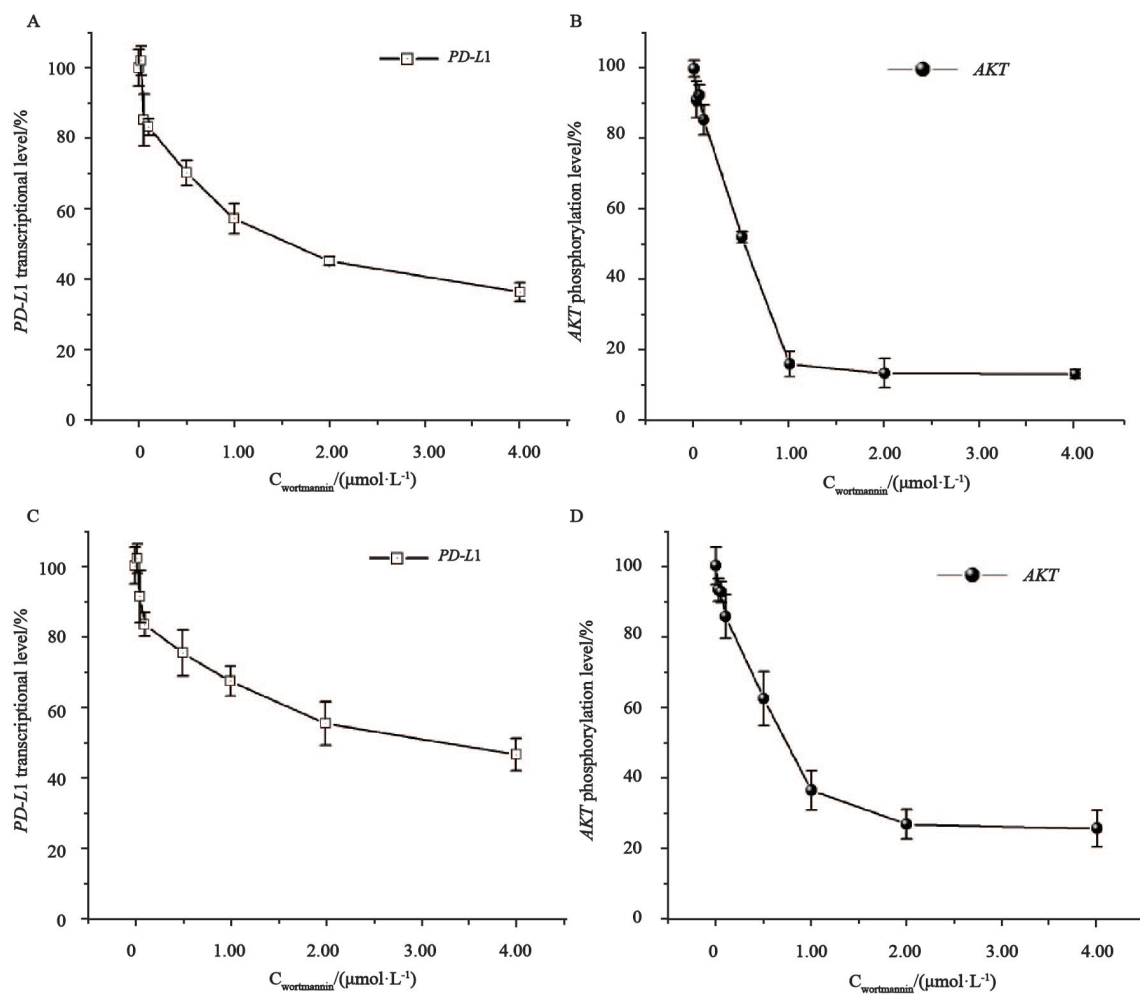 A
PD-L1
PD-L1 transcriptional level/%
100
80
60
40
20
0
0 1.00 2.00 3.00 4.00
Cwortmannin/(μmol·L-1)
B
AKT
AKT phosphorylation level/%
100
80
60
40
20
0
0 1.00 2.00 3.00 4.00
Cwortmannin/(μmol·L-1)
C
PD-L1
PD-L1 transcriptional level/%
100
80
60
40
20
0
0 1.00 2.00 3.00 4.00
Cwortmannin/(μmol·L-1)
D
AKT
AKT phosphorylation level/%
100
80
60
40
20
0
0 1.00 2.00 3.00 4.00
Cwortmannin/(μmol·L-1)